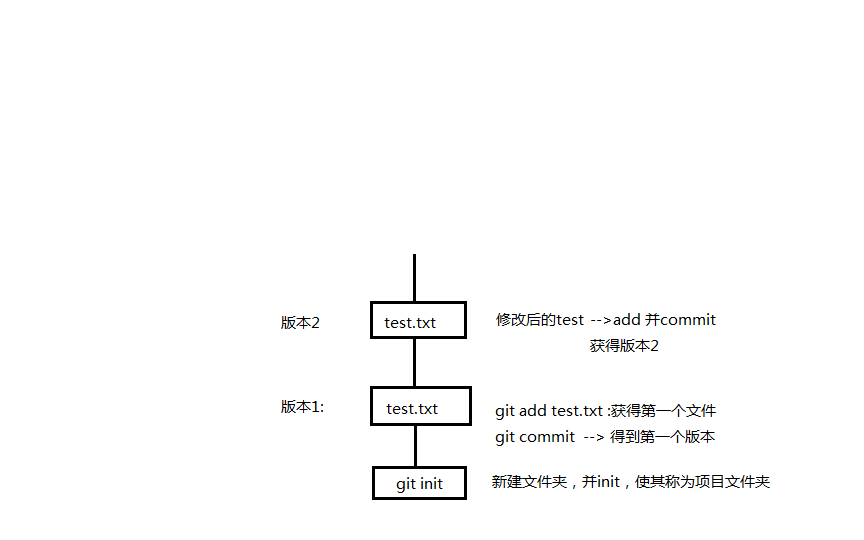 版本2
test.txt
修改后的test -->add 并commit
获得版本2
版本1:
test.txt
git add test.txt :获得第一个文件
git commit --> 得到第一个版本
git init
新建文件夹，并init，使其称为项目文件夹